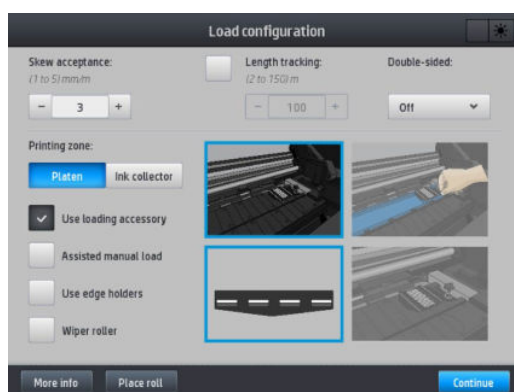 Load configuration
Skew acceptance:
(1 to 5) mm/m
- 3 +
Length tracking:
(2 to 150) m
- 100 +
Double-sided:
Off
Printing zone:
Platen
Ink collector
Use loading accessory
Assisted manual load
Use edge holders
Wiper roller
More info
Place roll
Continue